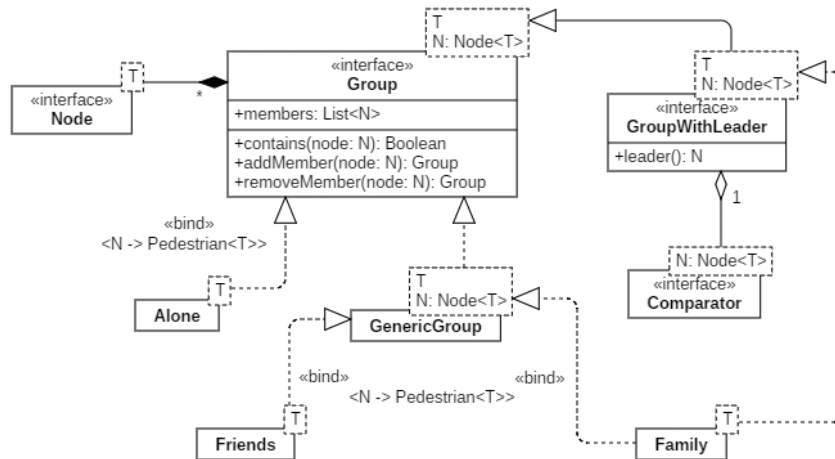 T
N: Node<T>
«interface»
Group
+members: List<N>
+contains(node: N): Boolean
+addMember(node: N): Group
+removeMember(node: N): Group
T
«interface»
Node
*
T
N: Node<T>
«interface»
GroupWithLeader
+leader(): N
1
N: Node<T>
«interface»
Comparator
«bind»
<N -> Pedestrian<T>>
T
Alone
T
N: Node<T>
GenericGroup
«bind»
«bind»
<N -> Pedestrian<T>>
T
Friends
T
Family